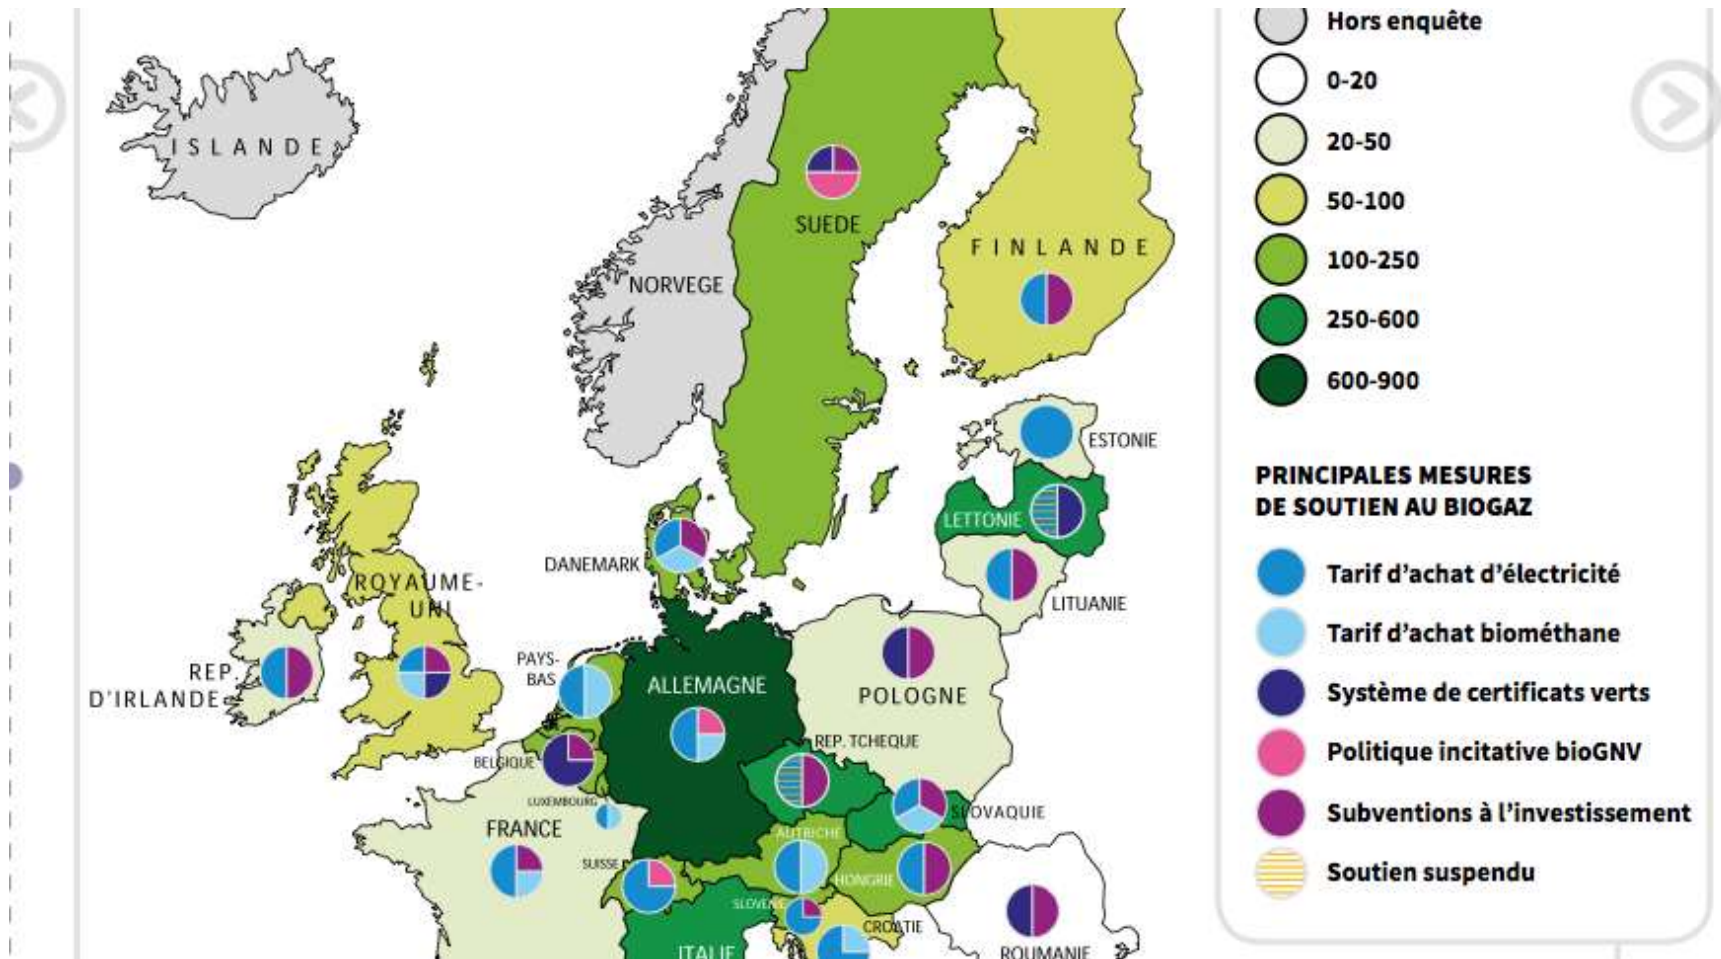 Hors enquête
0-20
20-50
50-100
100-250
250-600
600-900
PRINCIPALES MESURES
DE SOUTIEN AU BIOGAZ
Tarif d’achat d’électricité
Tarif d’achat biométhane
Système de certificats verts
Politique incitative bioGNV
Subventions à l’investissement
Soutien suspendu
ISLANDE
SUEDE
FINLANDE
NORVEGE
ESTONIE
LETTONIE
DANEMARK
ROYAUME-
UNI
LITUANIE
PAYS-
BAS
REP.
D'IRLANDE
ALLEMAGNE
POLOGNE
REP. TCHEQUE
BELGIQUE
LUXEMBOURG
SLOVAQUIE
FRANCE
AUTRICHE
SUISSE
HONGRIE
SLOVENIE
CROATIE
ITALIE
ROUMANIE